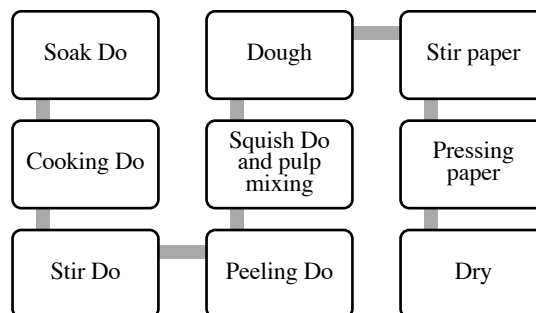 Soak Do
Cooking Do
Stir Do
Peeling Do
Squish Do
and pulp
mixing
Dough
Stir paper
Pressing
paper
Dry